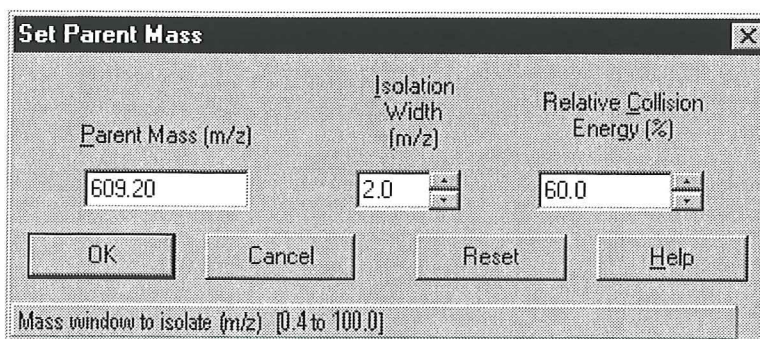 Set Parent Mass
Parent Mass (m/z)
Isolation
Width
(m/z)
Relative Collision
Energy (%)
609.20
2.0
60.0
OK
Cancel
Reset
Help
Mass window to isolate (m/z) [0.4 to 100.0]